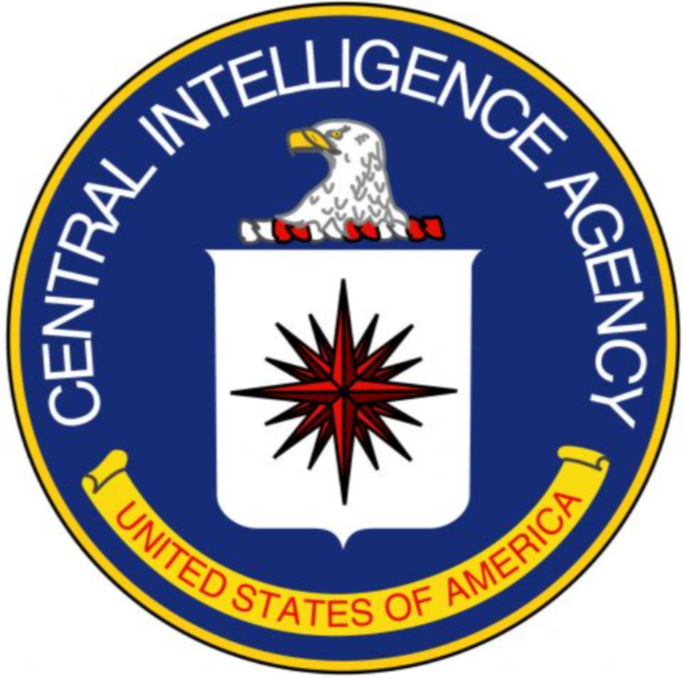 CENTRAL INTELLIGENCE AGENCY
UNITED STATES OF AMERICA